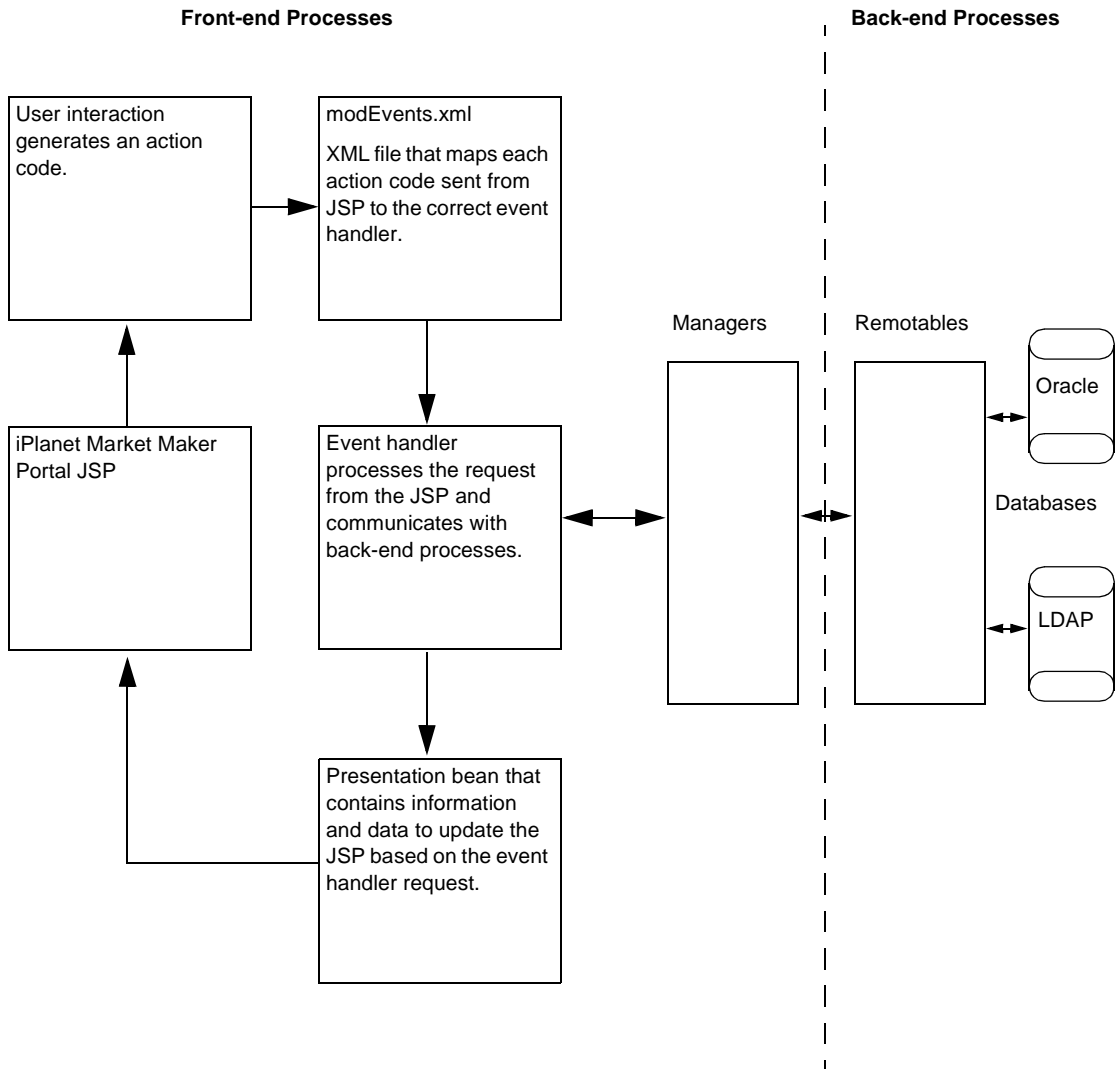 Front-end Processes
Back-end Processes
User interaction
generates an action
code.
modEvents.xml
XML file that maps each
action code sent from
JSP to the correct event
handler.
Managers
Remotables
Oracle
iPlanet Market Maker
Portal JSP
Event handler
processes the request
from the JSP and
communicates with
back-end processes.
Databases
LDAP
Presentation bean that
contains information
and data to update the
JSP based on the event
handler request.